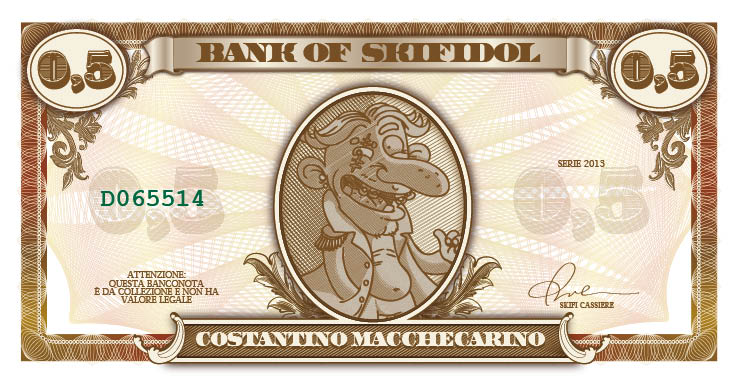 BANK OF SKIFIDOL
0,5
0,5
SERIE 2013
D065514
0,5
0,5
ATTENZIONE:
QUESTA BANCONOTA
È DA COLLEZIONE E NON HA
VALORE LEGALE
SKIFI CASSIERE
COSTANTINO MACCHECARINO